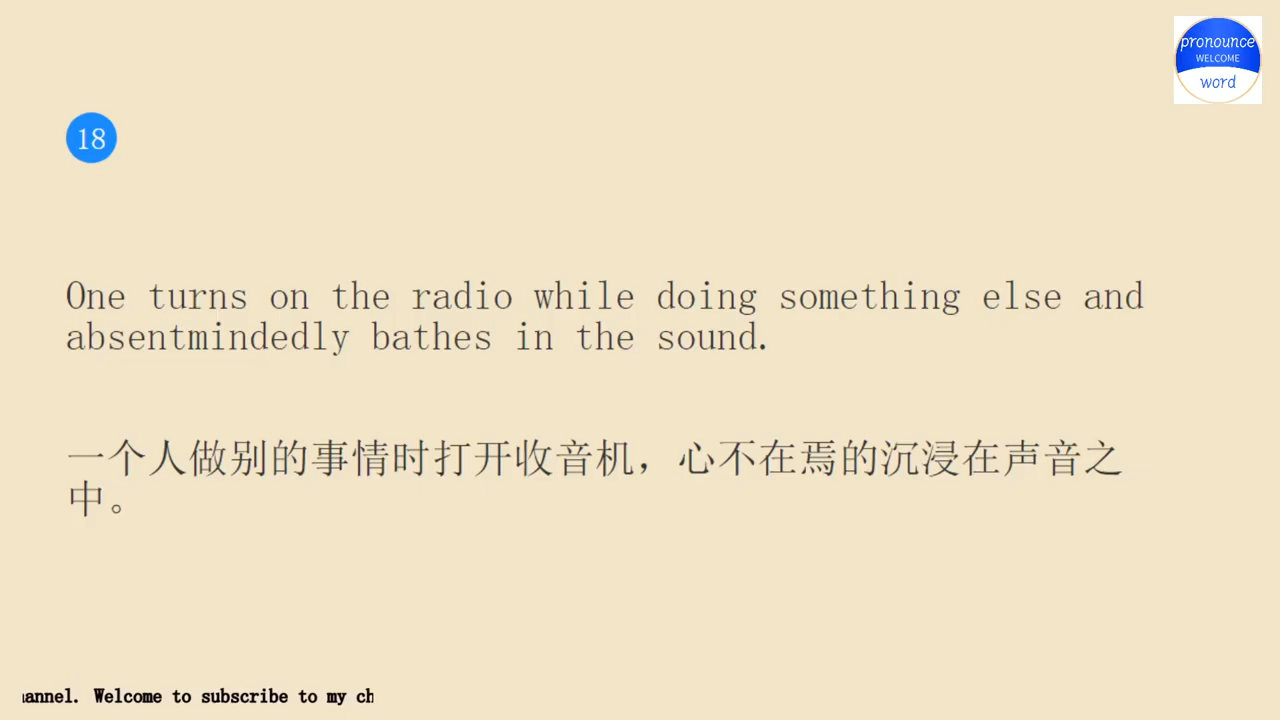 pronounce
WELCOME
word
18
One turns on the radio while doing something else and
absentmindedly bathes in the sound.
一个人做别的事情时打开收音机，心不在焉的沉浸在声音之
中。
annel. Welcome to subscribe to my ch